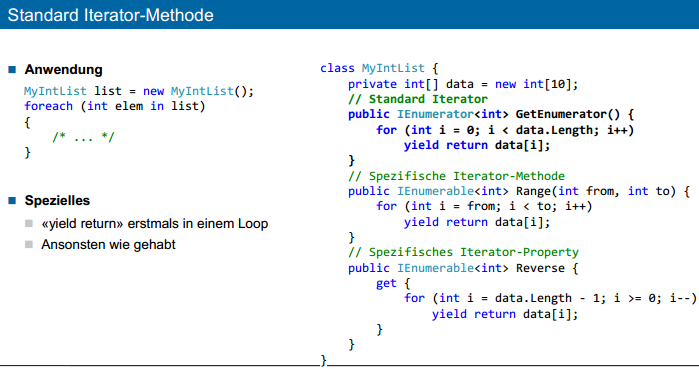 Standard Iterator-Methode
Anwendung
MyIntList list = new MyIntList();
foreach (int elem in list)
{
/* ... */
}
Spezielles
«yield return» erstmals in einem Loop
Ansonsten wie gehabt
class MyIntList {
private int[] data = new int[10];
// Standard Iterator
public IEnumerator<int> GetEnumerator() {
for (int i = 0; i < data.Length; i++)
yield return data[i];
}
// Spezifische Iterator-Methode
public IEnumerable<int> Range(int from, int to) {
for (int i = from; i < to; i++)
yield return data[i];
}
// Spezifisches Iterator-Property
public IEnumerable<int> Reverse {
get {
for (int i = data.Length - 1; i >= 0; i--)
yield return data[i];
}
}
}